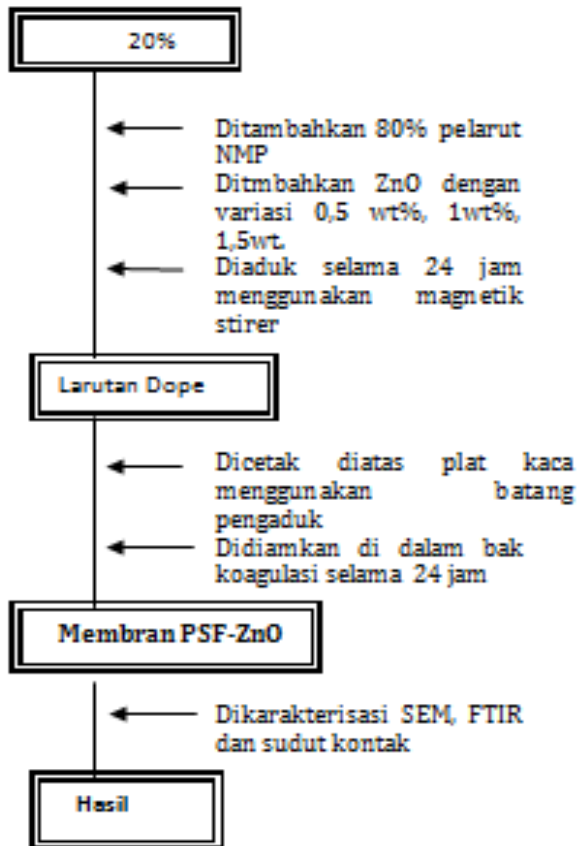 20%
Ditambahkan 80% pelarut
NMP
Ditmbahkan ZnO dengan
variasi 0,5 wt%, 1wt%,
1,5wt.
Diaduk selama 24 jam
menggunakan magnetik
stirer
Larutan Dope
Dicetak diatas plat kaca
menggunakan batang
pengaduk
Didiamkan di dalam bak
koagulasi selama 24 jam
Membran PSF-ZnO
Dikarakterisasi SEM, FTIR
dan sudut kontak
Hasil